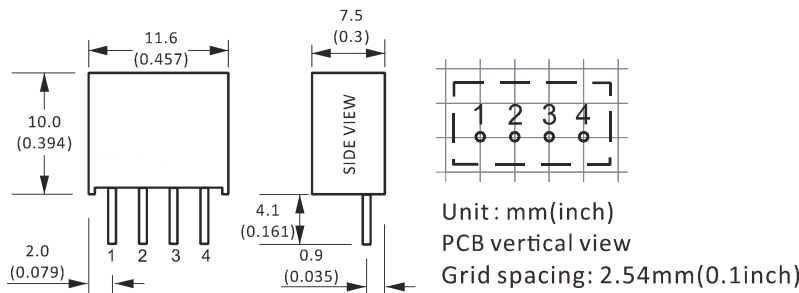 11.6
(0.457)
10.0
(0.394)
2.0
(0.079)
1 2 3 4
7.5
(0.3)
SIDE VIEW
4.1
(0.161)
0.9
(0.035)
1 2 3 4
Unit: mm(inch)
PCB vertical view
Grid spacing: 2.54mm(0.1inch)